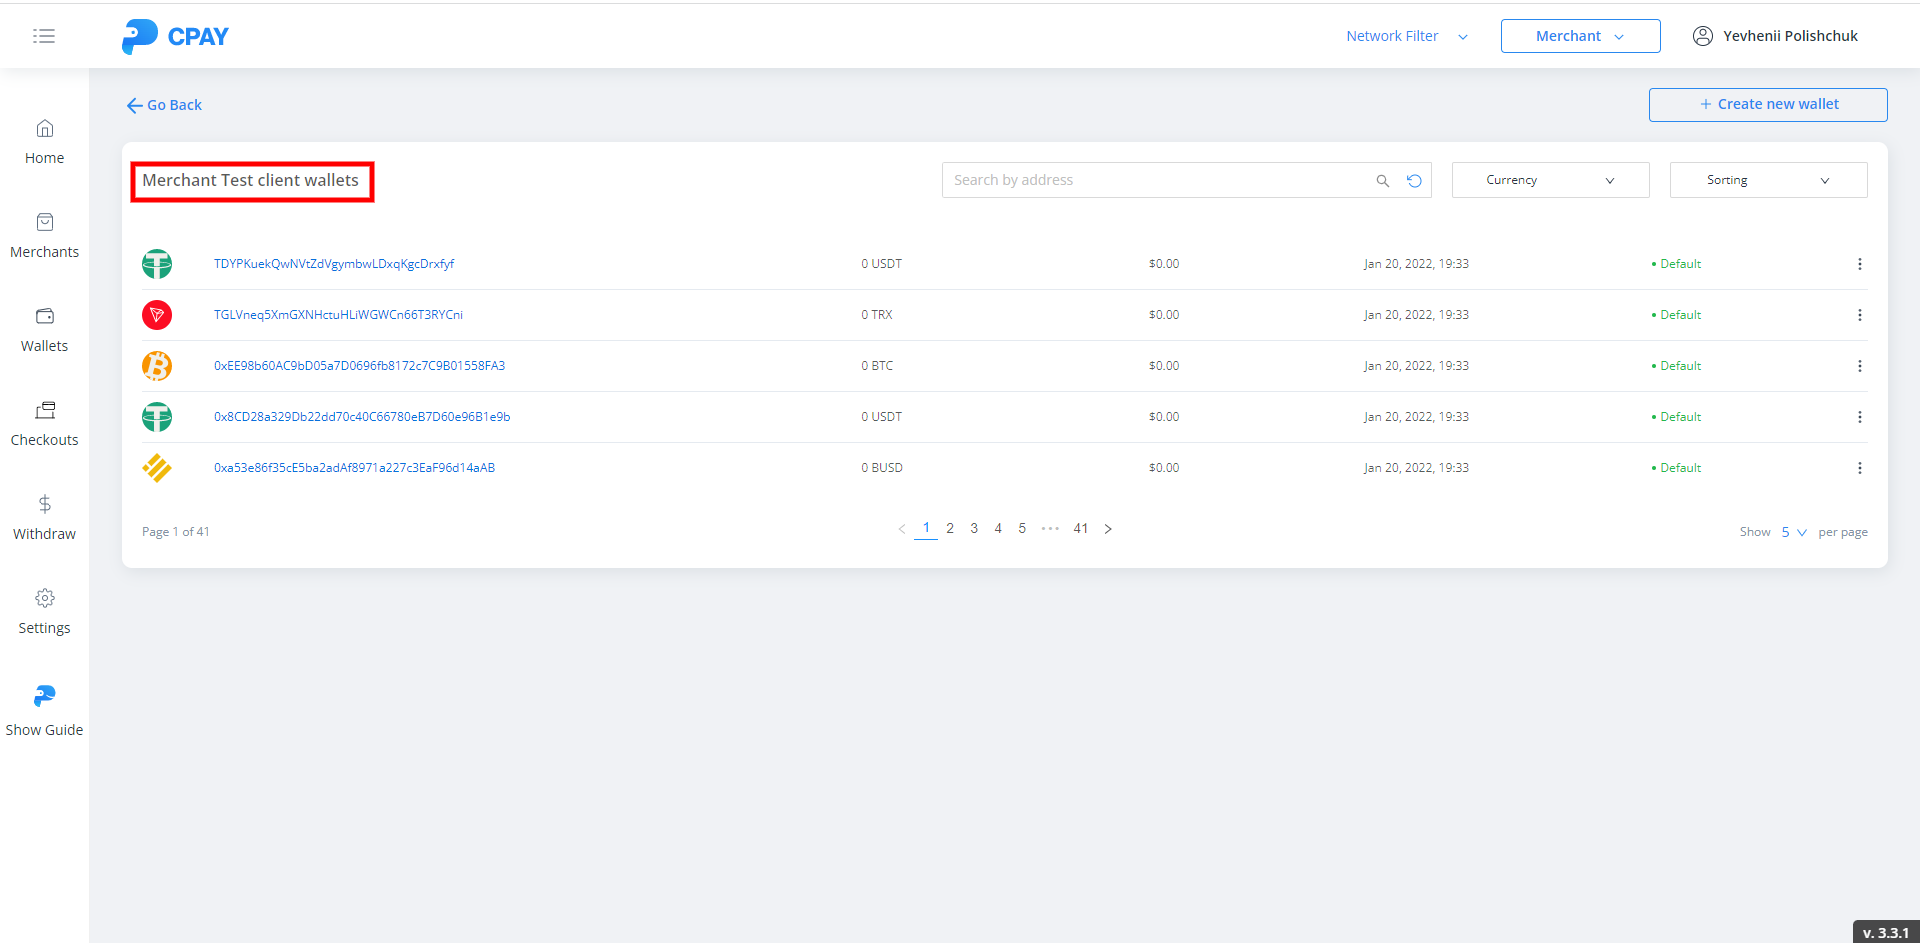 CPAY
Network Filter
Merchant
Yevhenii Polishchuk
Go Back
+ Create new wallet
Home
Merchants
Wallets
Checkouts
Withdraw
Settings
Show Guide
Merchant Test client wallets
Search by address
Currency
Sorting
TDYPKuekQwNVtZdVgymbwLDxqKgcDrxfyf 0 USDT $0.00 Jan 20, 2022, 19:33 • Default
TGLVneq5XmGXNHctuHLiWGWCn66T3RYCni 0 TRX $0.00 Jan 20, 2022, 19:33 • Default
0xEE98b60AC9bD05a7D0696fb8172c7C9B01558FA3 0 BTC $0.00 Jan 20, 2022, 19:33 • Default
0x8CD28a329Db22dd70c40C66780eB7D60e96B1e9b 0 USDT $0.00 Jan 20, 2022, 19:33 • Default
0xa53e86f35cE5ba2adAf8971a227c3EaF96d14aAB 0 BUSD $0.00 Jan 20, 2022, 19:33 • Default
Page 1 of 41
< 1 2 3 4 5 ••• 41 >
Show 5 per page
v. 3.3.1